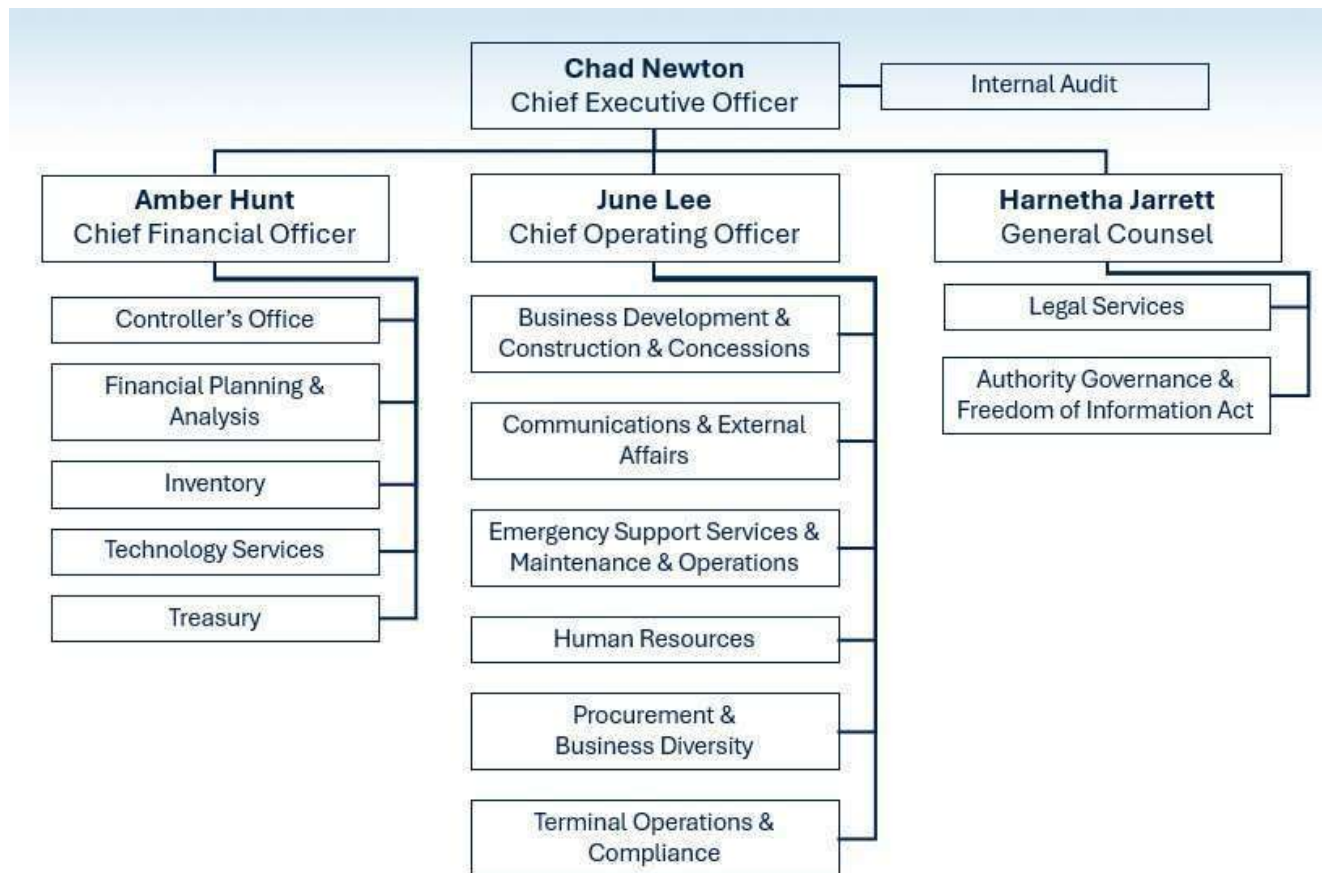 Chad Newton
Chief Executive Officer
Internal Audit
Amber Hunt
Chief Financial Officer
Controller's Office
Financial Planning &
Analysis
Inventory
Technology Services
Treasury
June Lee
Chief Operating Officer
Business Development &
Construction & Concessions
Communications & External
Affairs
Emergency Support Services &
Maintenance & Operations
Human Resources
Procurement &
Business Diversity
Terminal Operations &
Compliance
Harnetha Jarrett
General Counsel
Legal Services
Authority Governance &
Freedom of Information Act